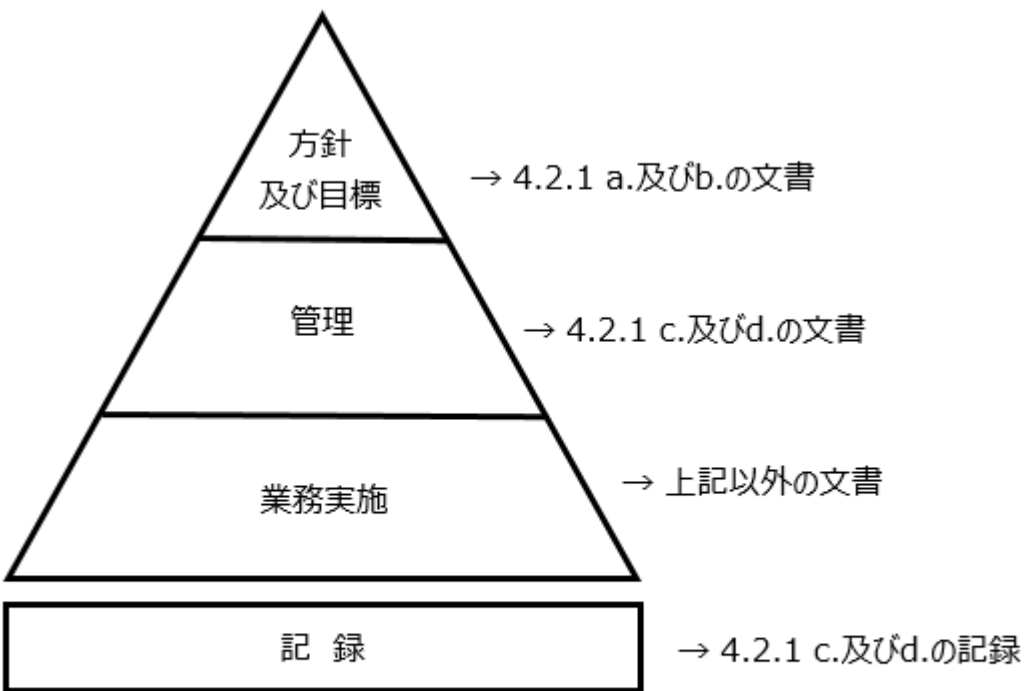 方針
及び目標
→ 4.2.1 a.及びb.の文書
管理
→ 4.2.1 c.及びd.の文書
業務実施
→ 上記以外の文書
記 録
→ 4.2.1 c.及びd.の記録